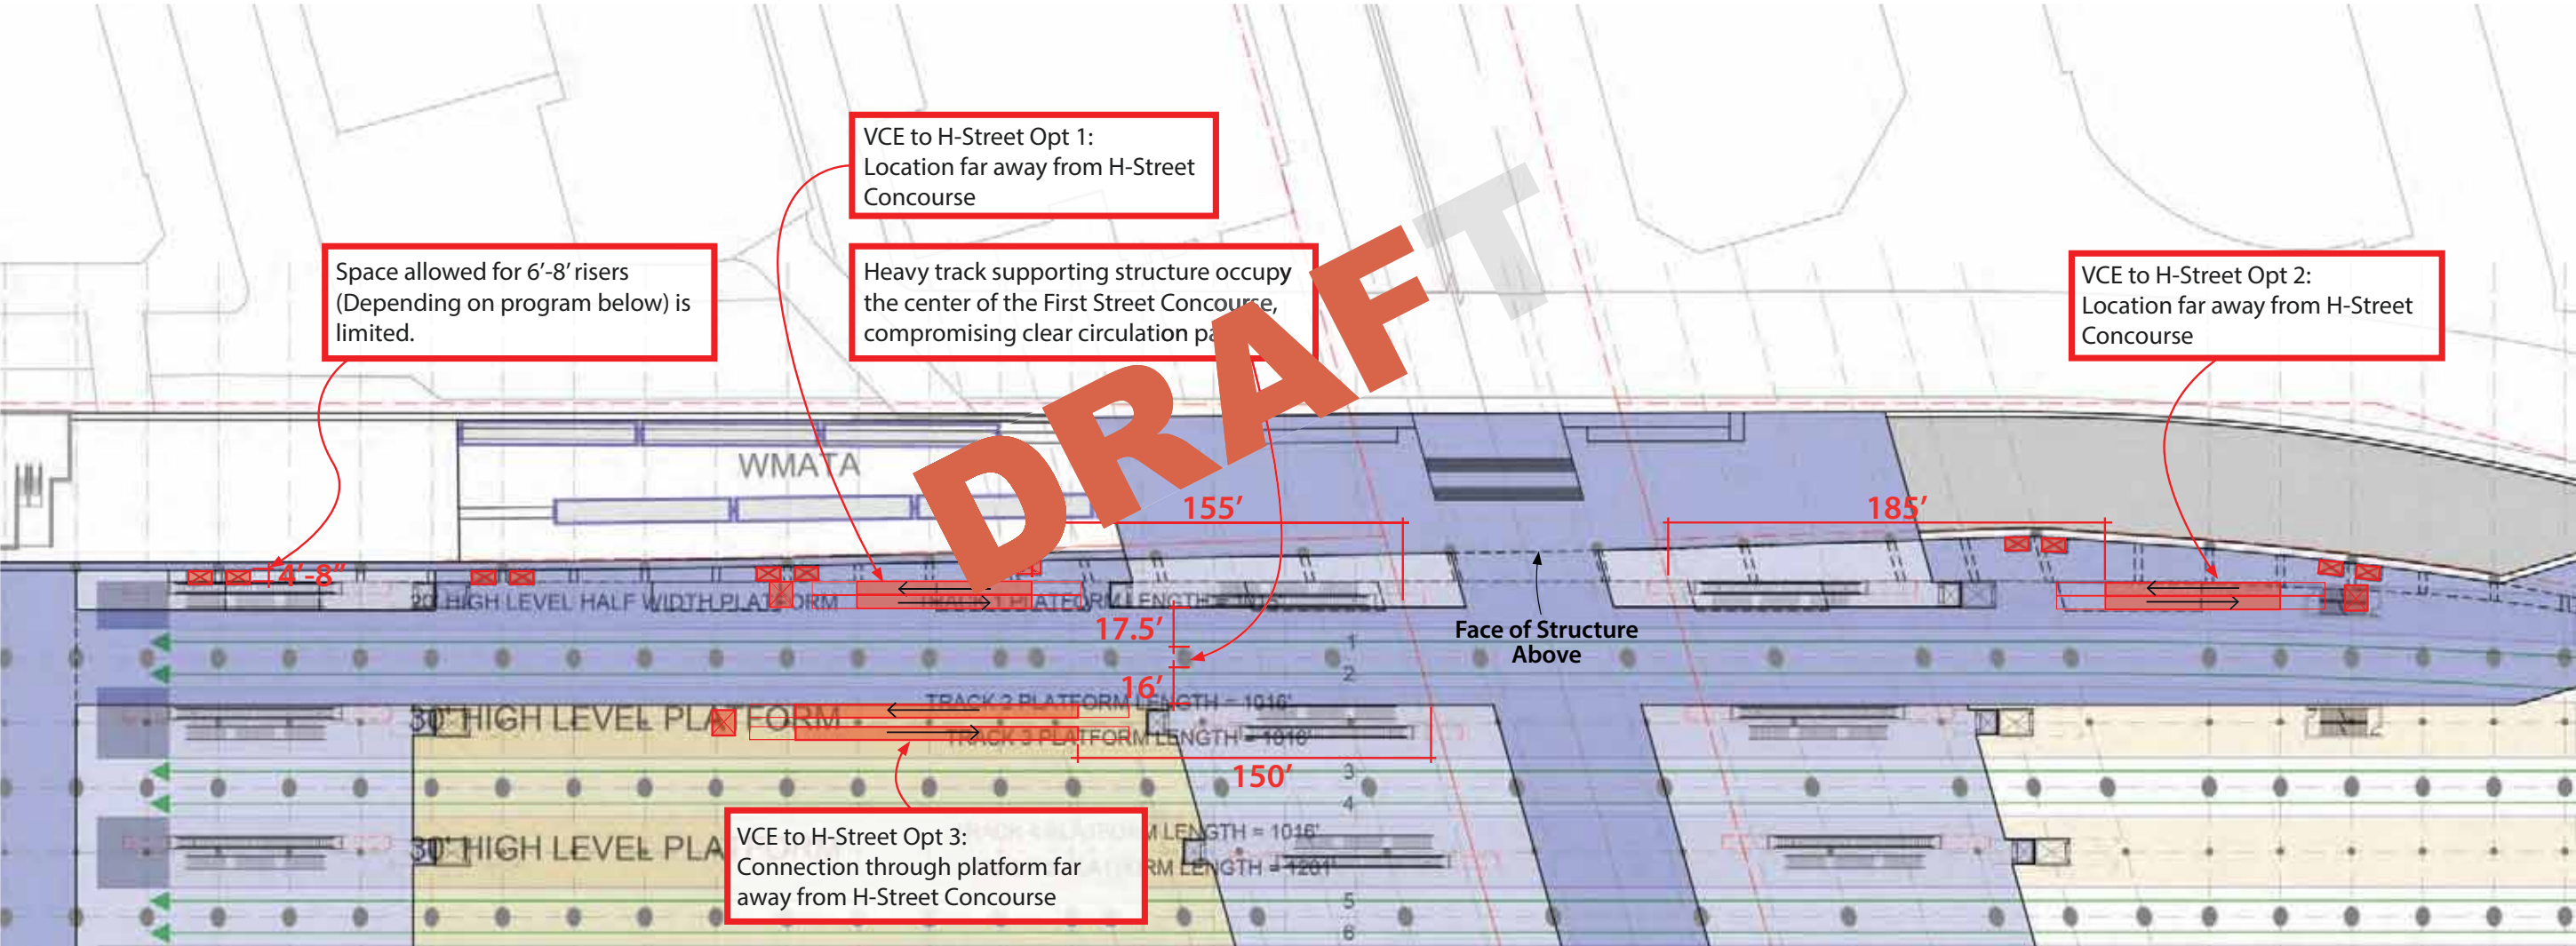 VCE to H-Street Opt 1:
Location far away from H-Street
Concourse
Space allowed for 6’-8’ risers
(Depending on program below) is
limited.
Heavy track supporting structure occupy
the center of the First Street Concourse,
compromising clear circulation
VCE to H-Street Opt 2:
Location far away from H-Street
Concourse
DRAFT
WMATA
155’
185’
4’-8”
20' HIGH LEVEL HALF WIDTH PLATFORM
PLATFORM LENGTH =
17.5’
Face of Structure
Above
1
2
16’
TRACK 2 PLATFORM LENGTH = 1016'
30' HIGH LEVEL PLATFORM
TRACK 3 PLATFORM LENGTH = 1016'
150’
3
4
VCE to H-Street Opt 3:
Connection through platform far
away from H-Street Concourse
30' HIGH LEVEL
LENGTH = 1016'
LENGTH = 1201'
5
6